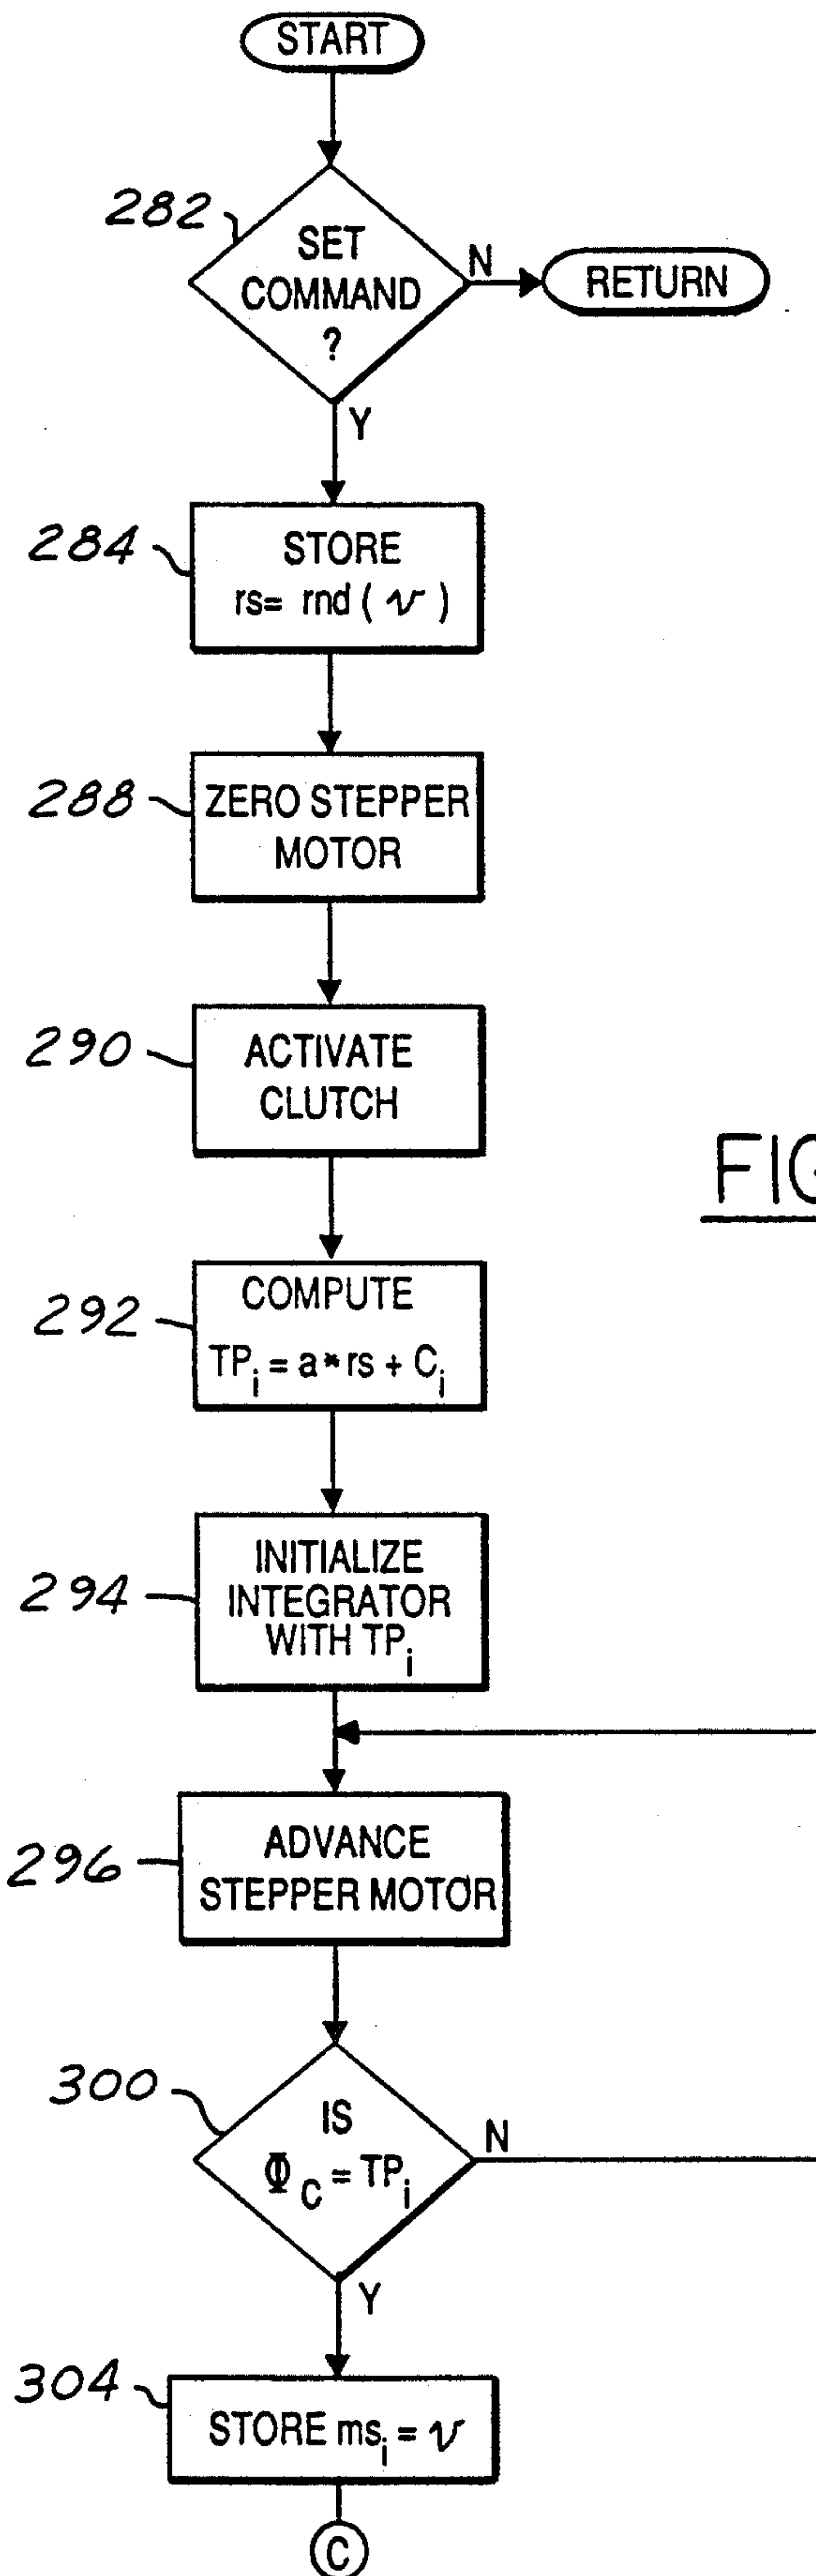 START
282
SET
COMMAND
?
N
RETURN
Y
284
STORE
rs= rnd ( v )
288
ZERO STEPPER
MOTOR
290
ACTIVATE
CLUTCH
FIG
292
COMPUTE
TPi = a* rs + Ci
294
INITIALIZE
INTEGRATOR
WITH TPi
296
ADVANCE
STEPPER MOTOR
300
IS
ΦC = TPi
N
Y
304
STORE msi = v
C